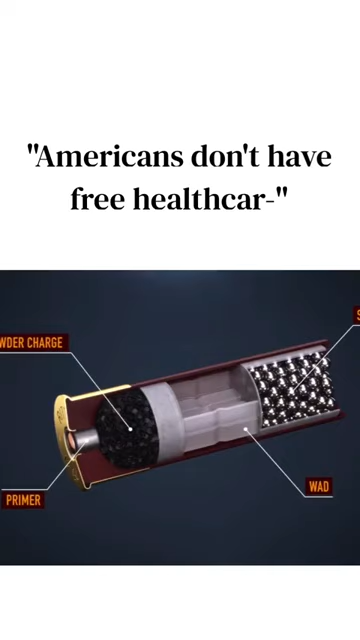 "Americans don't have
free healthcar-"
S
WDER CHARGE
PRIMER
WAD